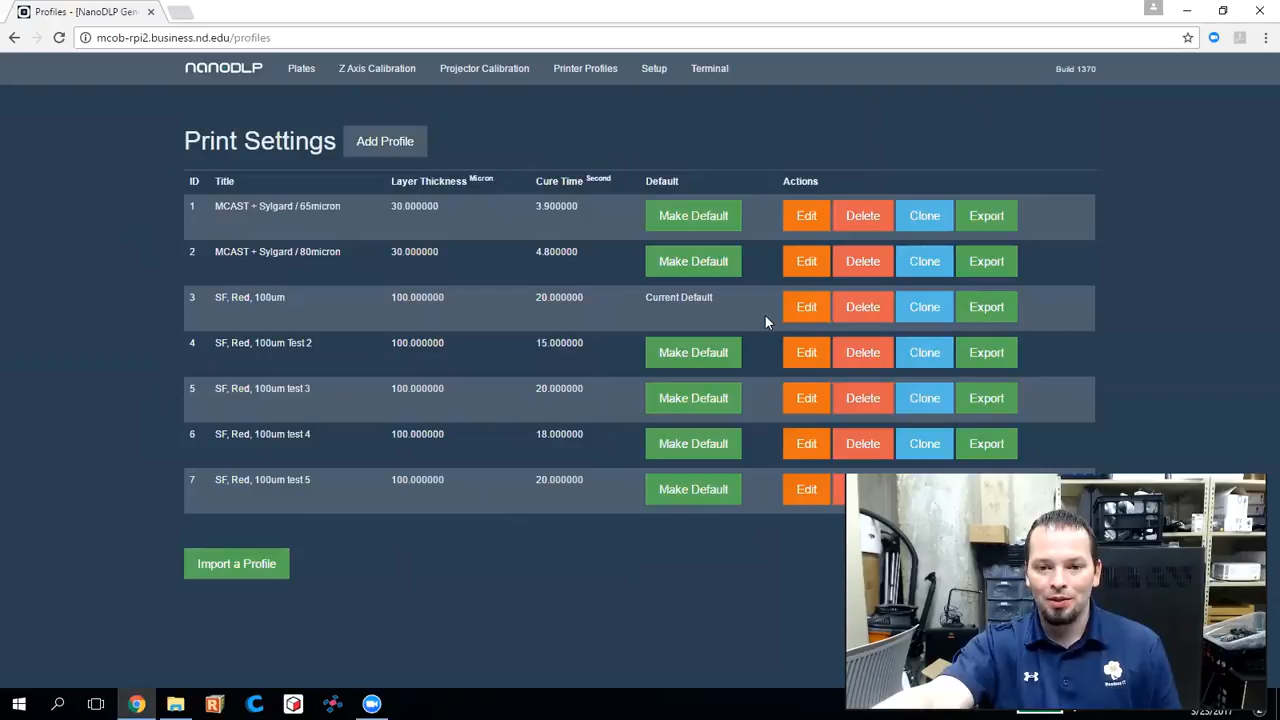 Profiles - [NanoDLP Gen
mcob-rpi2.business.nd.edu/profiles
nanoDLP Plates Z Axis Calibration Projector Calibration Printer Profiles Setup Terminal Build 1370
Print Settings Add Profile
ID Title Layer Thickness Micron Cure Time Second Default Actions
1 MCAST + Sylgard / 65micron 30.000000 3.900000 Make Default Edit Delete Clone Export
2 MCAST + Sylgard / 80micron 30.000000 4.800000 Make Default Edit Delete Clone Export
3 SF, Red, 100um 100.000000 20.000000 Current Default Edit Delete Clone Export
4 SF, Red, 100um Test 2 100.000000 15.000000 Make Default Edit Delete Clone Export
5 SF, Red, 100um test 3 100.000000 20.000000 Make Default Edit Delete Clone Export
6 SF, Red, 100um test 4 100.000000 18.000000 Make Default Edit Delete Clone Export
7 SF, Red, 100um test 5 100.000000 20.000000 Make Default Edit
Import a Profile
3/25/2017